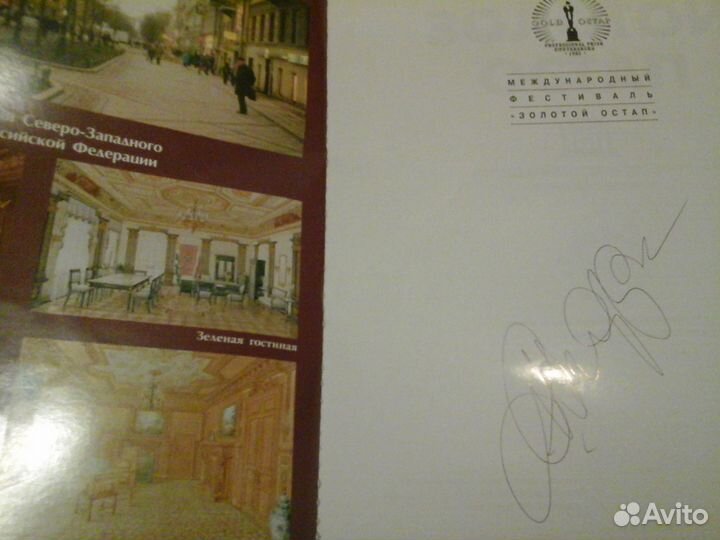 Северо-Западного
сийской Федерации
Зеленая гостиная
GOLD OSTAP
МЕЖДУНАРОДНЫЙ
ФЕСТИВАЛЬ
«ЗОЛОТОЙ ОСТАП»
Avito